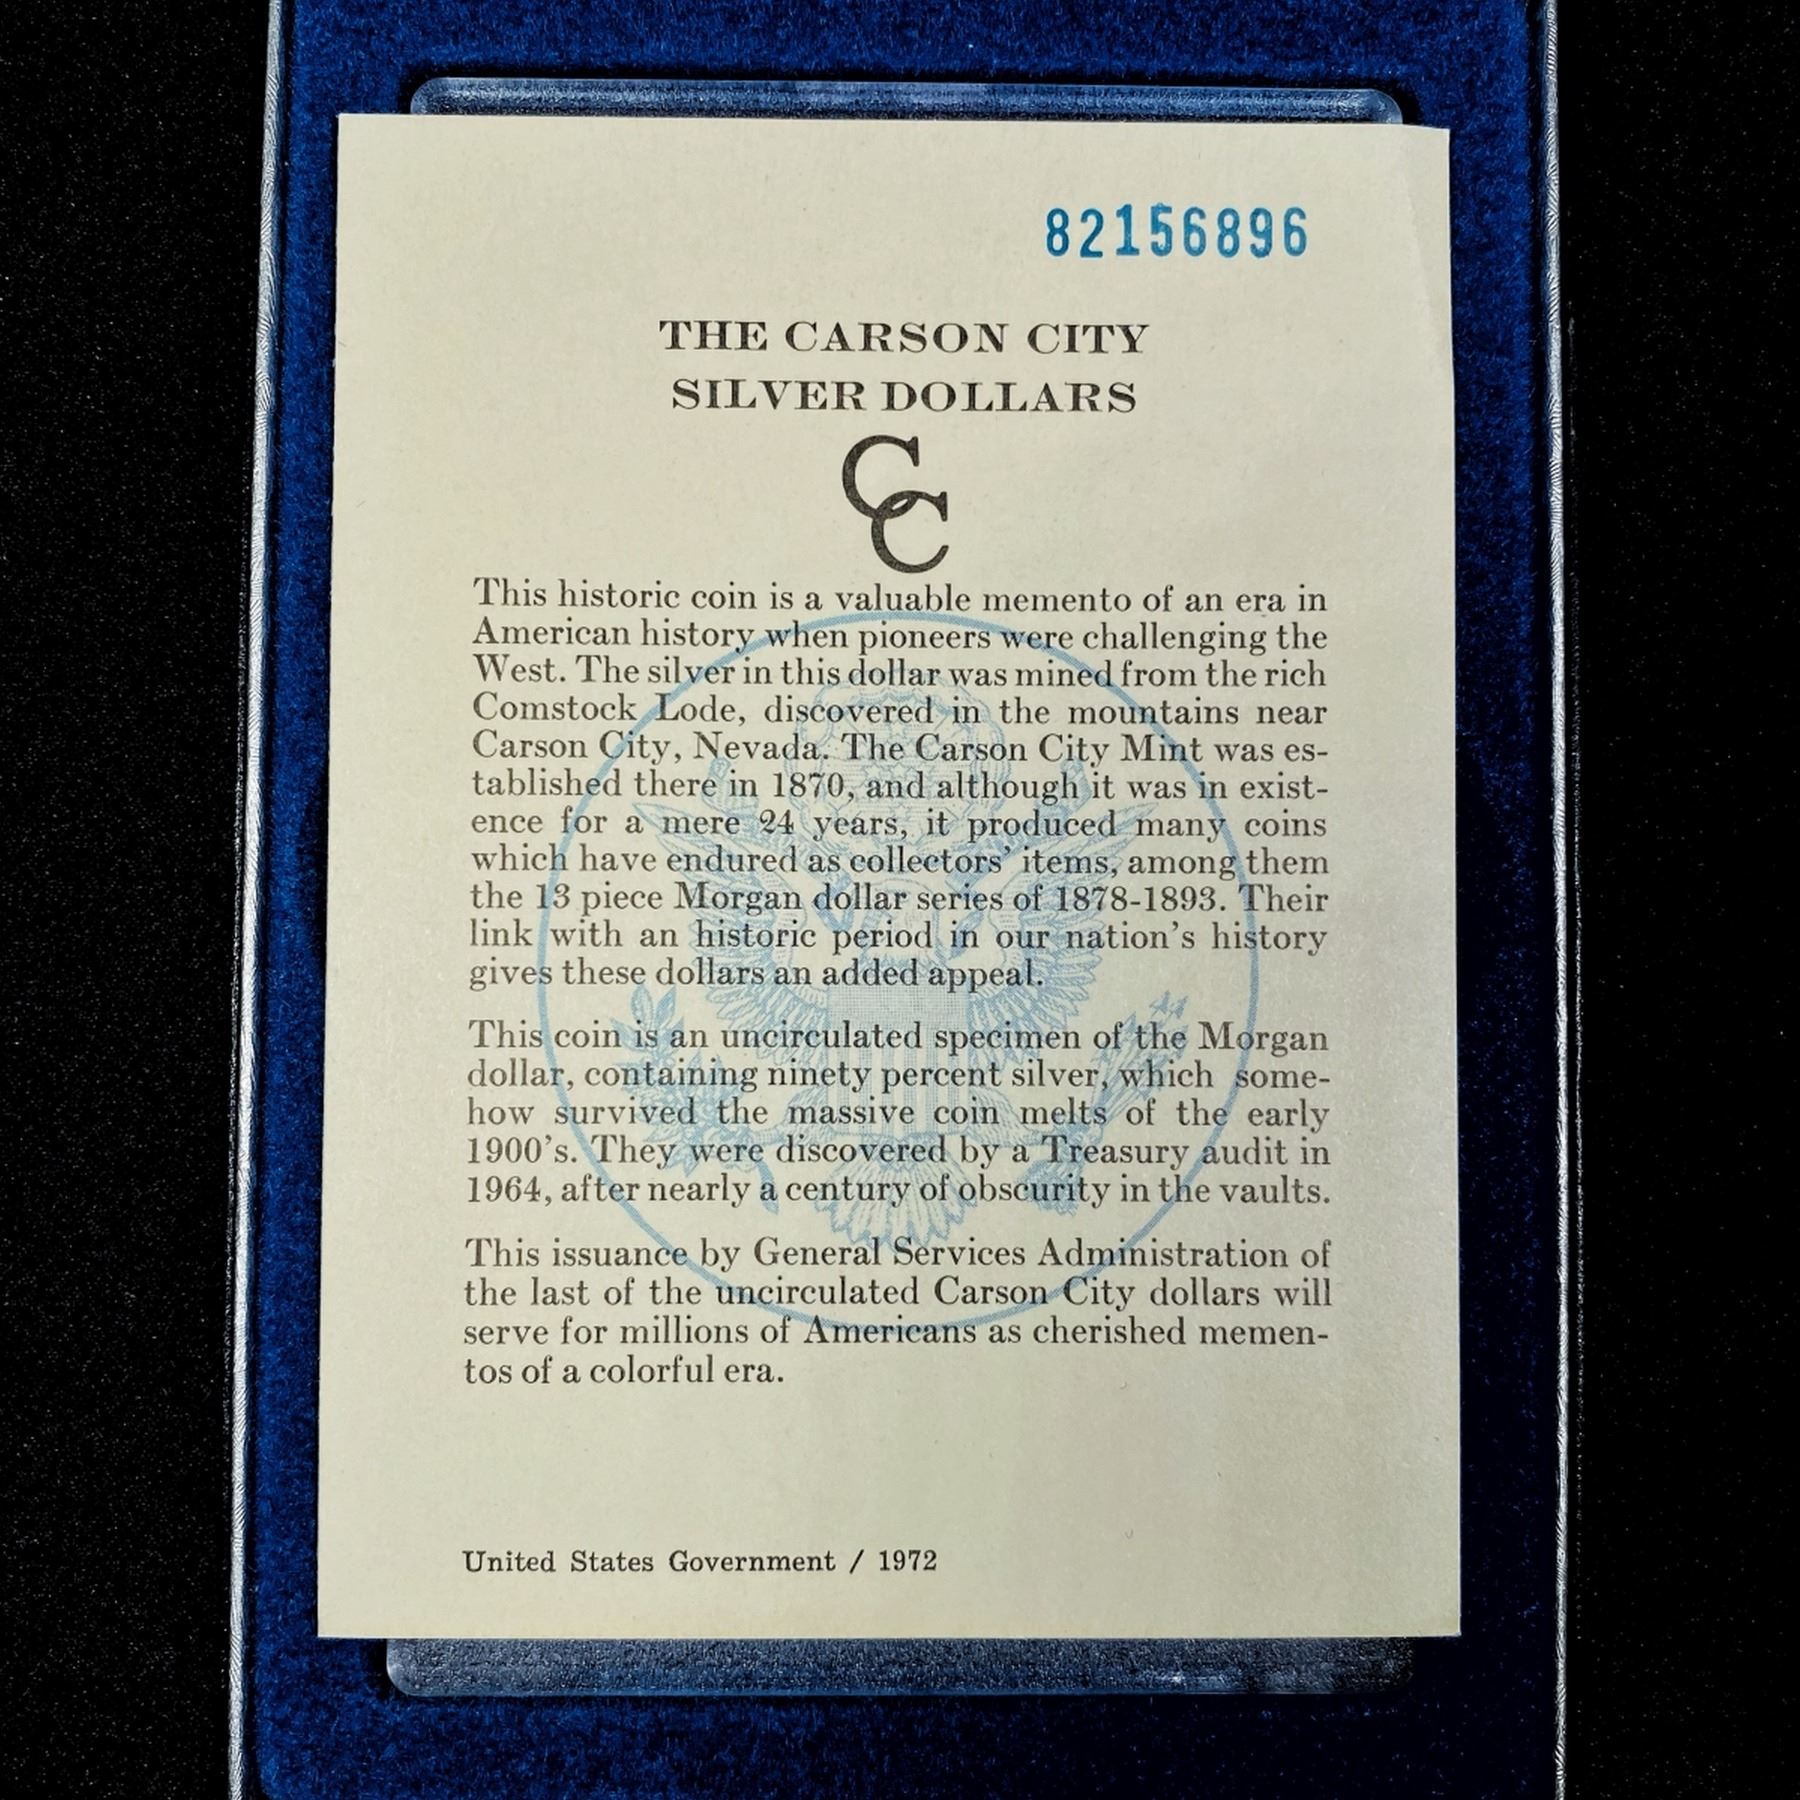 82156896
THE CARSON CITY
SILVER DOLLARS
CC
This historic coin is a valuable memento of an era in
American history when pioneers were challenging the
West. The silver in this dollar was mined from the rich
Comstock Lode, discovered in the mountains near
Carson City, Nevada. The Carson City Mint was es-
tablished there in 1870, and although it was in exist-
ence for a mere 24 years, it produced many coins
which have endured as collectors' items, among them
the 13 piece Morgan dollar series of 1878-1893. Their
link with an historic period in our nation's history
gives these dollars an added appeal.
This coin is an uncirculated specimen of the Morgan
dollar, containing ninety percent silver, which some-
how survived the massive coin melts of the early
1900's. They were discovered by a Treasury audit in
1964, after nearly a century of obscurity in the vaults.
This issuance by General Services Administration of
the last of the uncirculated Carson City dollars will
serve for millions of Americans as cherished memen-
tos of a colorful era.
United States Government / 1972